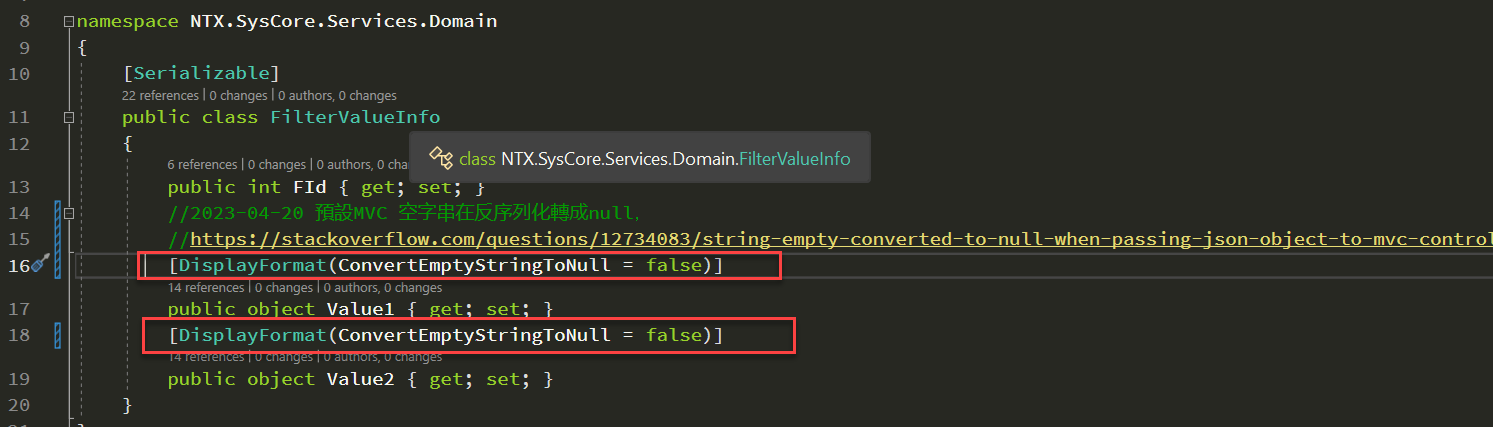 8 namespace NTX.SysCore.Services.Domain
9 {
10 [Serializable]
22 references | 0 changes | 0 authors, 0 changes
11 public class FilterValueInfo
12 {
class NTX.SysCore.Services.Domain.FilterValueInfo
6 references | 0 changes | 0 authors, 0 cha
13 public int FId { get; set; }
14 //2023-04-20 預設MVC 空字串在反序列化轉成null,
15 //https://stackoverflow.com/questions/12734083/string-empty-converted-to-null-when-passing-json-object-to-mvc-control
16 [DisplayFormat(ConvertEmptyStringToNull = false)]
14 references | 0 changes | 0 authors, 0 changes
17 public object Value1 { get; set; }
18 [DisplayFormat(ConvertEmptyStringToNull = false)]
14 references | 0 changes | 0 authors, 0 changes
19 public object Value2 { get; set; }
20 }